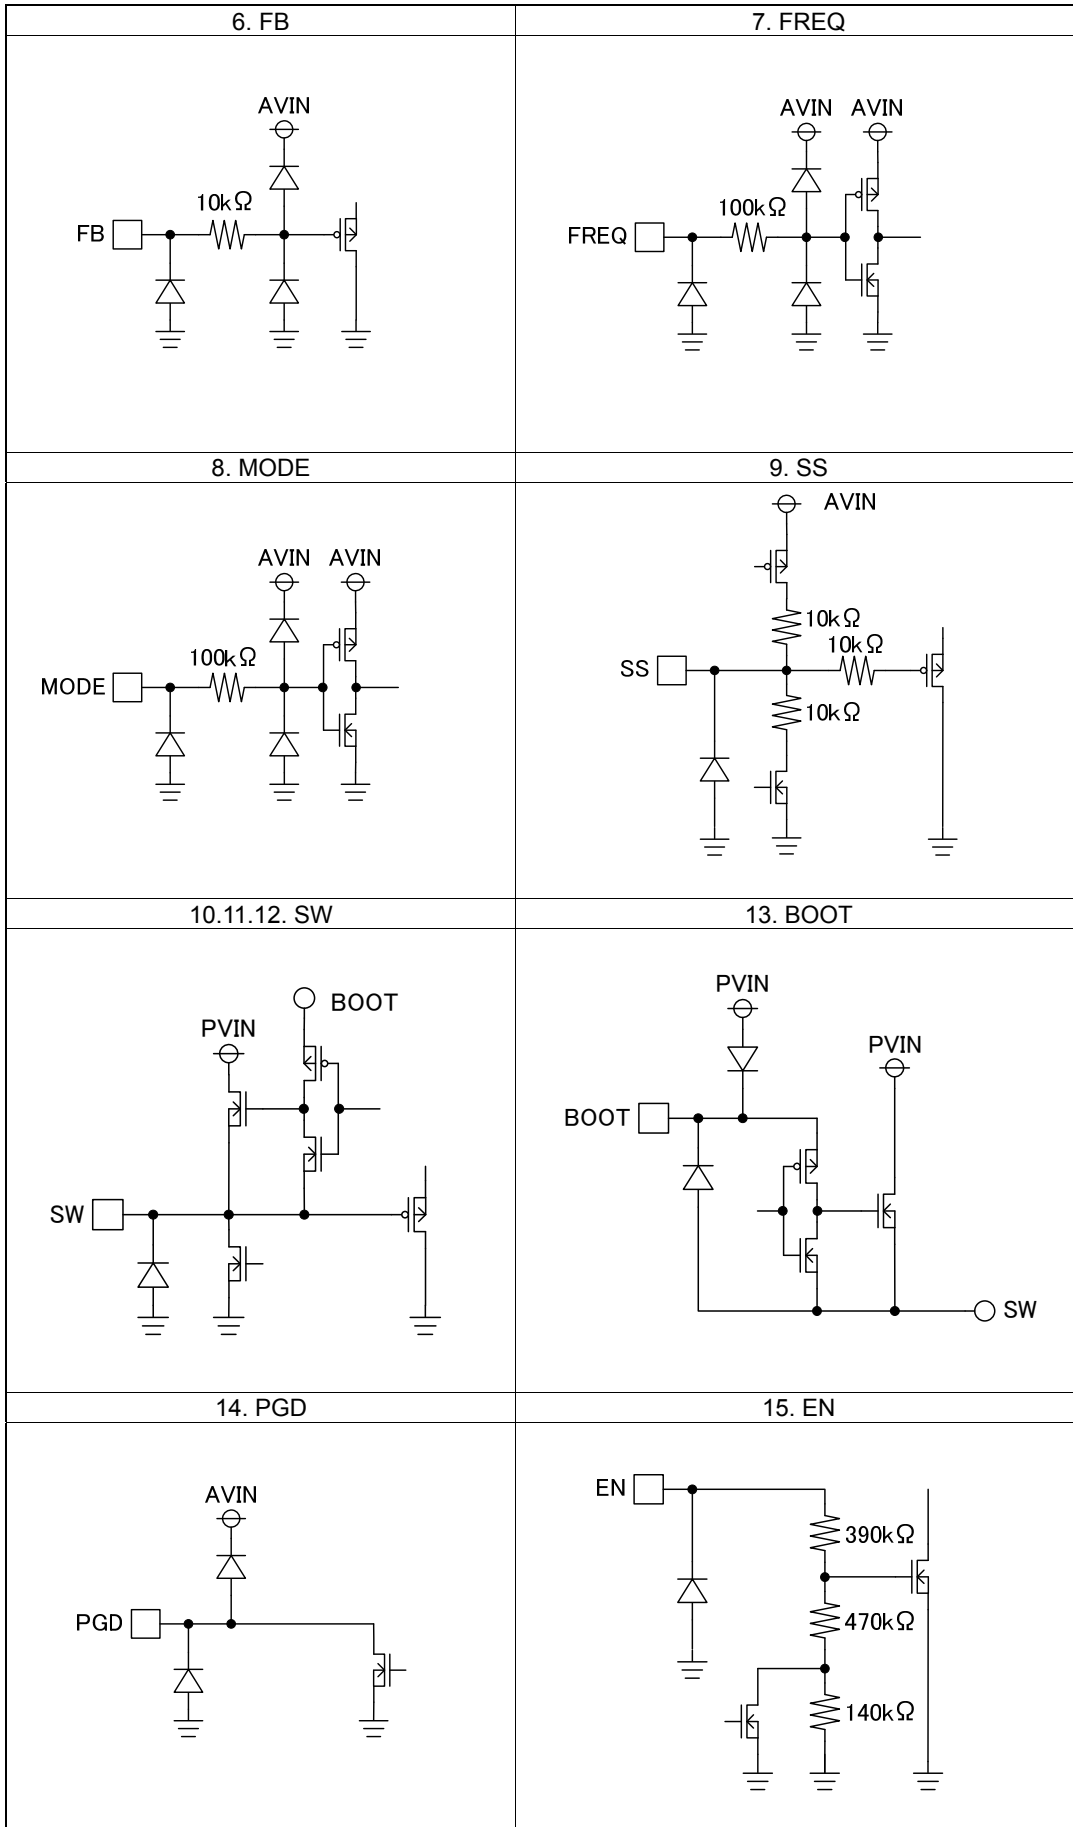 6. FB
7. FREQ
AVIN
10kΩ
FB
AVIN AVIN
100kΩ
FREQ
8. MODE
9. SS
AVIN AVIN
100kΩ
MODE
AVIN
10kΩ
10kΩ
SS
10kΩ
10.11.12. SW
13. BOOT
BOOT
PVIN
SW
PVIN
PVIN
BOOT
SW
14. PGD
15. EN
AVIN
PGD
EN
390kΩ
470kΩ
140kΩ